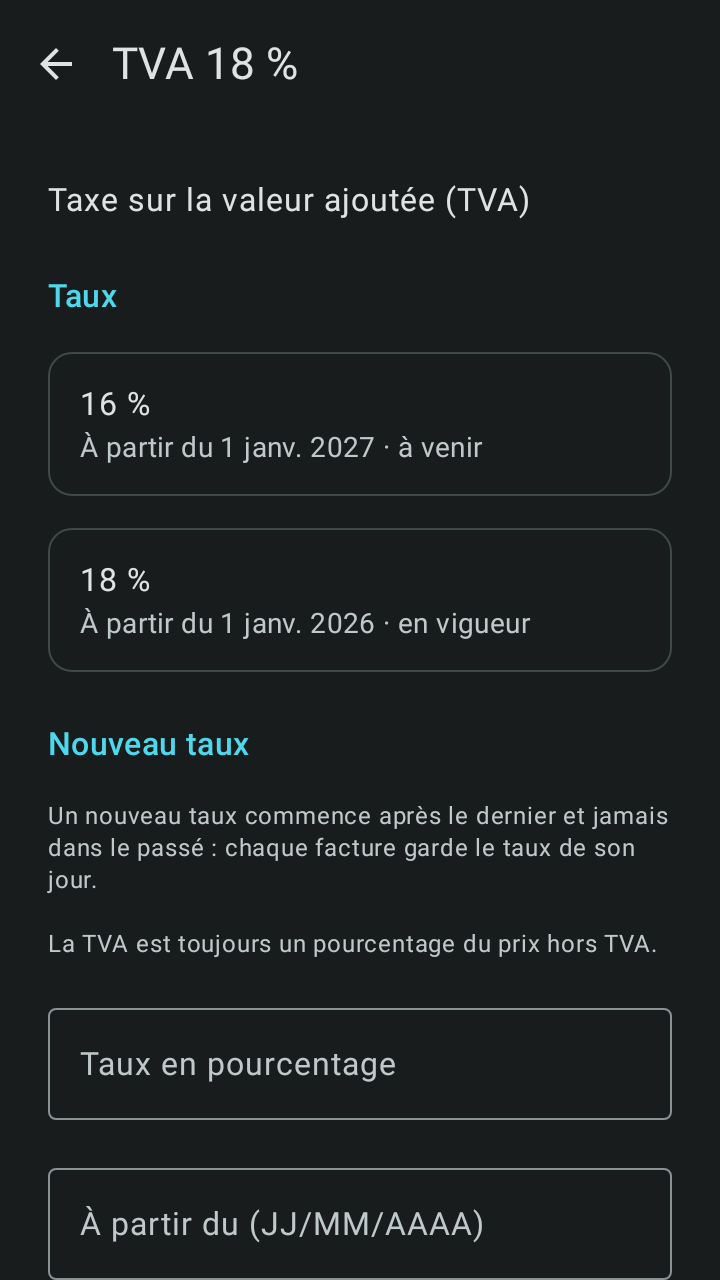 TVA 18 %
Taxe sur la valeur ajoutée (TVA)
Taux
16 %
À partir du 1 janv. 2027 · à venir
18 %
À partir du 1 janv. 2026 · en vigueur
Nouveau taux
Un nouveau taux commence après le dernier et jamais
dans le passé : chaque facture garde le taux de son
jour.
La TVA est toujours un pourcentage du prix hors TVA.
Taux en pourcentage
À partir du (JJ/MM/AAAA)